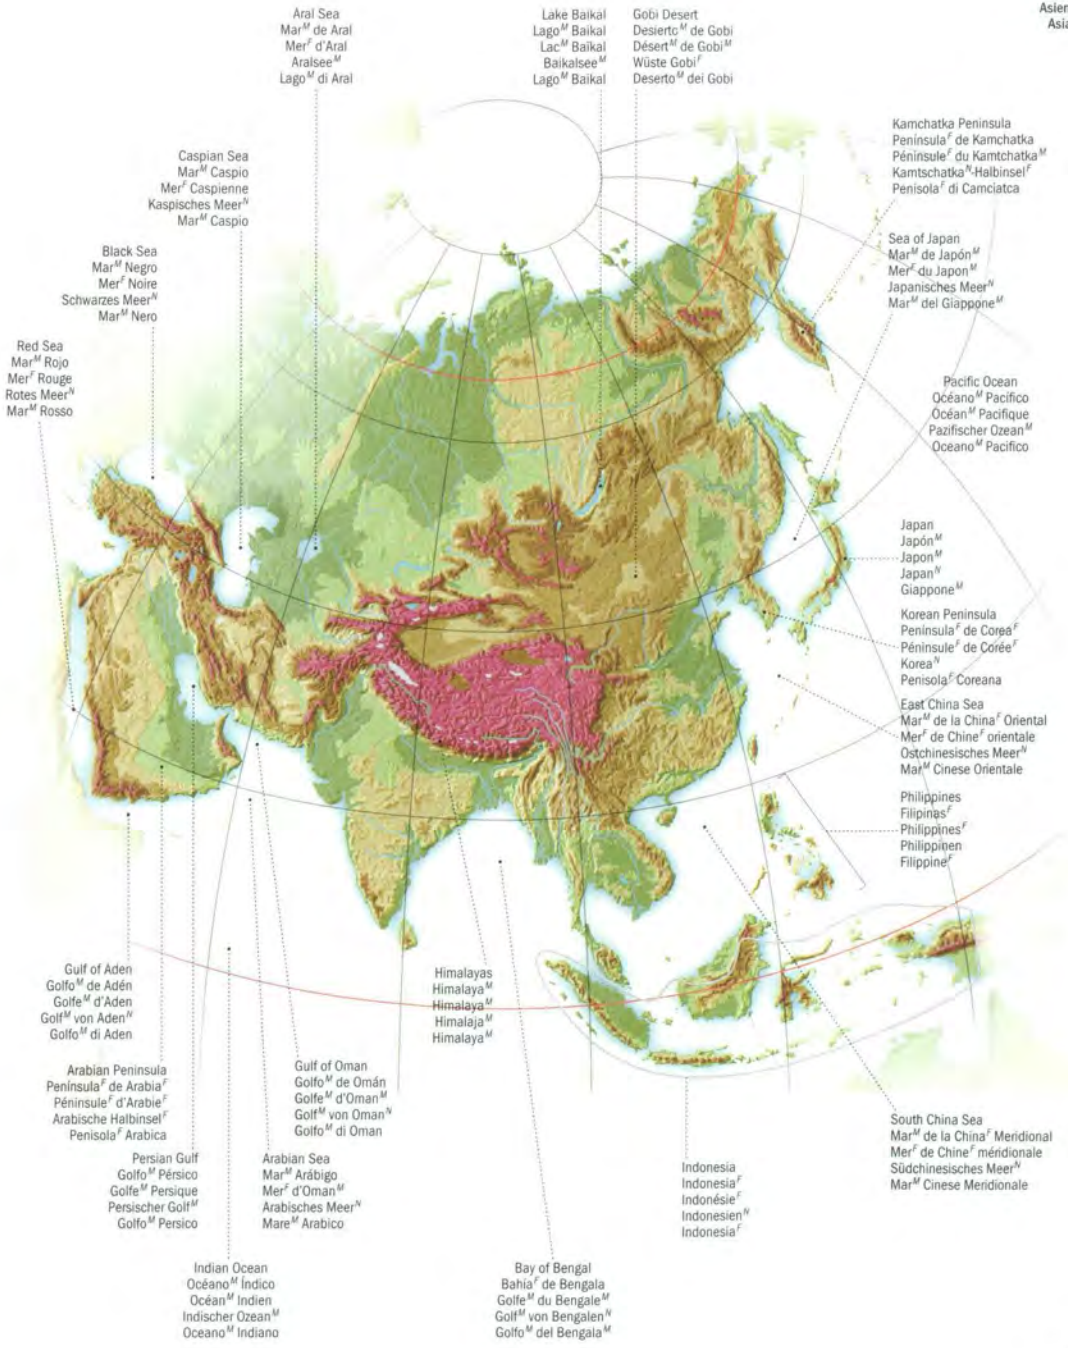 Asien
Asia
Aral Sea
Mar^M de Aral
Mer^F d'Aral
Aralsee^M
Lago^M di Aral
Lake Baikal
Lago^M Baikal
Lac^M Baïkal
Baikalsee^M
Lago^M Baikal
Gobi Desert
Desierto^M de Gobi
Désert^M de Gobi^M
Wüste Gobi^F
Deserto^M dei Gobi
Kamchatka Peninsula
Península^F de Kamchatka
Péninsule^F du Kamtchatka^M
Kamtschatka^N-Halbinsel^F
Penisola^F di Camciatca
Caspian Sea
Mar^M Caspio
Mer^F Caspienne
Kaspisches Meer^N
Mar^M Caspio
Sea of Japan
Mar^M de Japón^M
Mer^F du Japon^M
Japanisches Meer^N
Mar^M del Giappone^M
Black Sea
Mar^M Negro
Mer^F Noire
Schwarzes Meer^N
Mar^M Nero
Red Sea
Mar^M Rojo
Mer^F Rouge
Rotes Meer^N
Mar^M Rosso
Pacific Ocean
Océano^M Pacífico
Océan^M Pacifique
Pazifischer Ozean^M
Oceano^M Pacifico
Japan
Japón^M
Japon^M
Japan^N
Giappone^M
Korean Peninsula
Península^F de Corea^F
Péninsule^F de Corée^F
Korea^N
Penisola^F Coreana
East China Sea
Mar^M de la China^F Oriental
Mer^F de Chine^F orientale
Ostchinesisches Meer^N
Mar^M Cinese Orientale
Philippines
Filipinas^F
Philippines^F
Philippinen
Filippine^F
Gulf of Aden
Golfo^M de Adén
Golfe^M d'Aden
Golf^M von Aden^N
Golfo^M di Aden
Himalayas
Himalaya^M
Himalaya^M
Himalaja^M
Himalaya^M
Arabian Peninsula
Península^F de Arabia^F
Péninsule^F d'Arabie^F
Arabische Halbinsel^F
Penisola^F Arabica
Gulf of Oman
Golfo^M de Omán
Golfe^M d'Oman^M
Golf^M von Oman^N
Golfo^M di Oman
South China Sea
Mar^M de la China^F Meridional
Mer^F de Chine^F méridionale
Südchinesisches Meer^N
Mar^M Cinese Meridionale
Persian Gulf
Golfo^M Pérsico
Golfe^M Persique
Persischer Golf^M
Golfo^M Persico
Arabian Sea
Mar^M Arábigo
Mer^F d'Oman^M
Arabisches Meer^N
Mare^M Arabico
Indonesia
Indonesia^F
Indonésie^F
Indonesien^N
Indonesia^F
Indian Ocean
Océano^M Índico
Océan^M Indien
Indischer Ozean^M
Oceano^M Indiano
Bay of Bengal
Bahía^F de Bengala
Golfe^M du Bengale^M
Golf^M von Bengalen^N
Golfo^M del Bengala^M